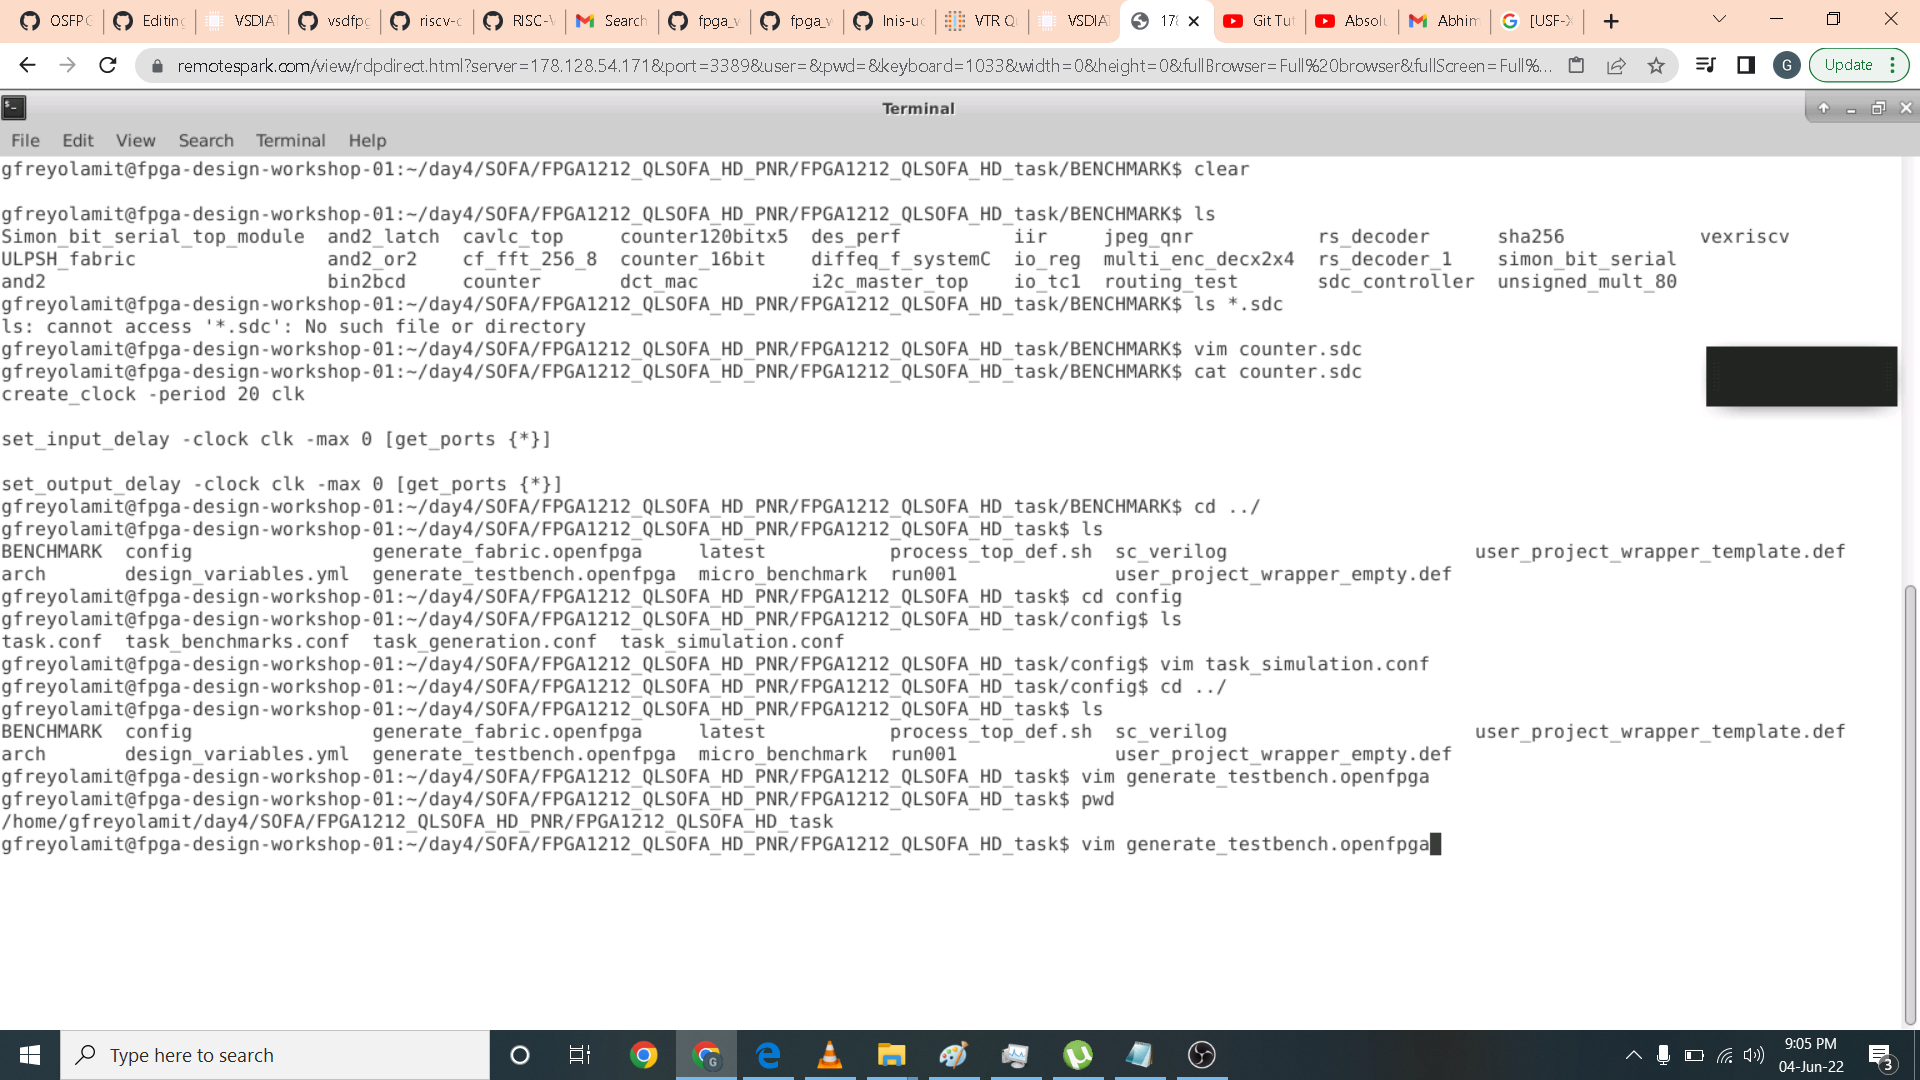 OSFPG Editing VSDIAT vsdfpg riscv-c RISC-V Search fpga_w fpga_w lnis-uo VTR Qu VSDIAT 178 Git Tut Absolu Abhim [USF-X
remotespark.com/view/rdpdirect.html?server=178.128.54.171&port=3389&user=&pwd=&keyboard=1033&width=0&height=0&fullBrowser=Full%20browser&fullScreen=Full%... G Update
Terminal
File Edit View Search Terminal Help
gfreyolamit@fpga-design-workshop-01:~/day4/SOFA/FPGA1212_QLSOFA_HD_PNR/FPGA1212_QLSOFA_HD_task/BENCHMARK$ clear
gfreyolamit@fpga-design-workshop-01:~/day4/SOFA/FPGA1212_QLSOFA_HD_PNR/FPGA1212_QLSOFA_HD_task/BENCHMARK$ ls
Simon_bit_serial_top_module and2_latch cavlc_top counter120bitx5 des_perf iir jpeg_qnr rs_decoder sha256 vexriscv
ULPSH_fabric and2_or2 cf_fft_256_8 counter_16bit diffeq_f_systemC io_reg multi_enc_decx2x4 rs_decoder_1 simon_bit_serial
and2 bin2bcd counter dct_mac i2c_master_top io_tc1 routing_test sdc_controller unsigned_mult_80
gfreyolamit@fpga-design-workshop-01:~/day4/SOFA/FPGA1212_QLSOFA_HD_PNR/FPGA1212_QLSOFA_HD_task/BENCHMARK$ ls *.sdc
ls: cannot access '*.sdc': No such file or directory
gfreyolamit@fpga-design-workshop-01:~/day4/SOFA/FPGA1212_QLSOFA_HD_PNR/FPGA1212_QLSOFA_HD_task/BENCHMARK$ vim counter.sdc
gfreyolamit@fpga-design-workshop-01:~/day4/SOFA/FPGA1212_QLSOFA_HD_PNR/FPGA1212_QLSOFA_HD_task/BENCHMARK$ cat counter.sdc
create_clock -period 20 clk
set_input_delay -clock clk -max 0 [get_ports {*}]
set_output_delay -clock clk -max 0 [get_ports {*}]
gfreyolamit@fpga-design-workshop-01:~/day4/SOFA/FPGA1212_QLSOFA_HD_PNR/FPGA1212_QLSOFA_HD_task/BENCHMARK$ cd ../
gfreyolamit@fpga-design-workshop-01:~/day4/SOFA/FPGA1212_QLSOFA_HD_PNR/FPGA1212_QLSOFA_HD_task$ ls
BENCHMARK config generate_fabric.openfpga latest process_top_def.sh sc_verilog user_project_wrapper_template.def
arch design_variables.yml generate_testbench.openfpga micro_benchmark run001 user_project_wrapper_empty.def
gfreyolamit@fpga-design-workshop-01:~/day4/SOFA/FPGA1212_QLSOFA_HD_PNR/FPGA1212_QLSOFA_HD_task$ cd config
gfreyolamit@fpga-design-workshop-01:~/day4/SOFA/FPGA1212_QLSOFA_HD_PNR/FPGA1212_QLSOFA_HD_task/config$ ls
task.conf task_benchmarks.conf task_generation.conf task_simulation.conf
gfreyolamit@fpga-design-workshop-01:~/day4/SOFA/FPGA1212_QLSOFA_HD_PNR/FPGA1212_QLSOFA_HD_task/config$ vim task_simulation.conf
gfreyolamit@fpga-design-workshop-01:~/day4/SOFA/FPGA1212_QLSOFA_HD_PNR/FPGA1212_QLSOFA_HD_task/config$ cd ../
gfreyolamit@fpga-design-workshop-01:~/day4/SOFA/FPGA1212_QLSOFA_HD_PNR/FPGA1212_QLSOFA_HD_task$ ls
BENCHMARK config generate_fabric.openfpga latest process_top_def.sh sc_verilog user_project_wrapper_template.def
arch design_variables.yml generate_testbench.openfpga micro_benchmark run001 user_project_wrapper_empty.def
gfreyolamit@fpga-design-workshop-01:~/day4/SOFA/FPGA1212_QLSOFA_HD_PNR/FPGA1212_QLSOFA_HD_task$ vim generate_testbench.openfpga
gfreyolamit@fpga-design-workshop-01:~/day4/SOFA/FPGA1212_QLSOFA_HD_PNR/FPGA1212_QLSOFA_HD_task$ pwd
/home/gfreyolamit/day4/SOFA/FPGA1212_QLSOFA_HD_PNR/FPGA1212_QLSOFA_HD_task
gfreyolamit@fpga-design-workshop-01:~/day4/SOFA/FPGA1212_QLSOFA_HD_PNR/FPGA1212_QLSOFA_HD_task$ vim generate_testbench.openfpga
Type here to search
9:05 PM
04-Jun-22
3